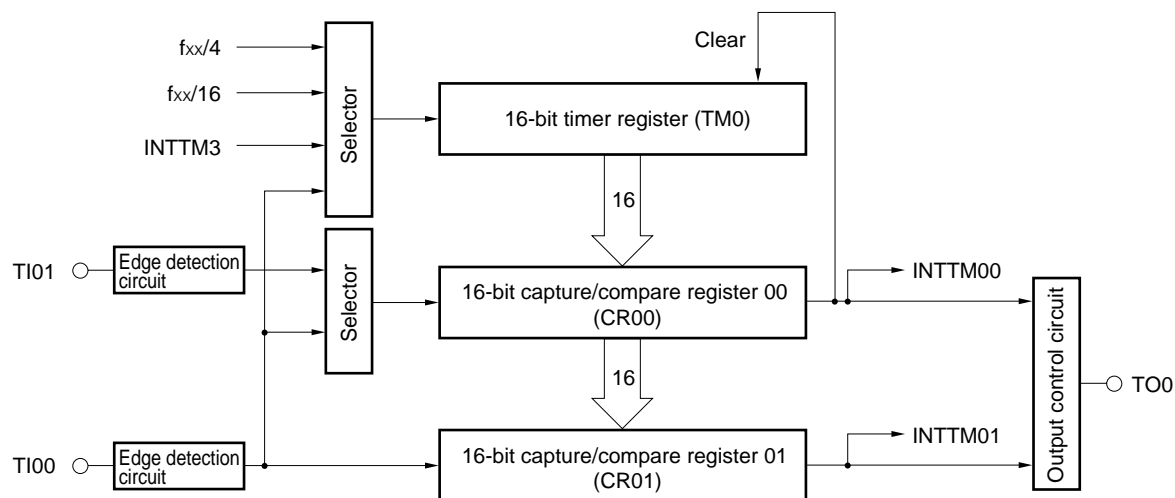 Clear
fxx/4
fxx/16
INTTM3
Selector
16-bit timer register (TM0)
16
TI01
Edge detection
circuit
Selector
16-bit capture/compare register 00
(CR00)
INTTM00
16
Output control circuit
TO0
TI00
Edge detection
circuit
16-bit capture/compare register 01
(CR01)
INTTM01